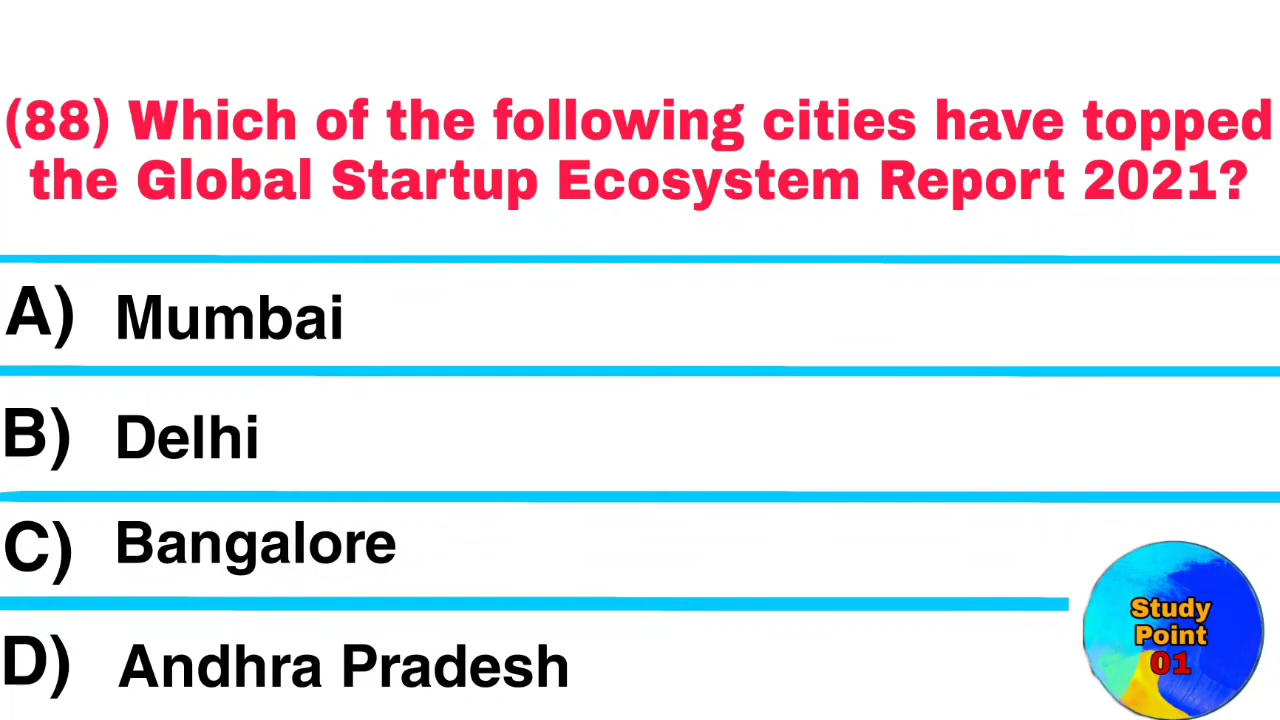 (88) Which of the following cities have topped
the Global Startup Ecosystem Report 2021?
A) Mumbai
B) Delhi
C) Bangalore
D) Andhra Pradesh
Study
Point
01